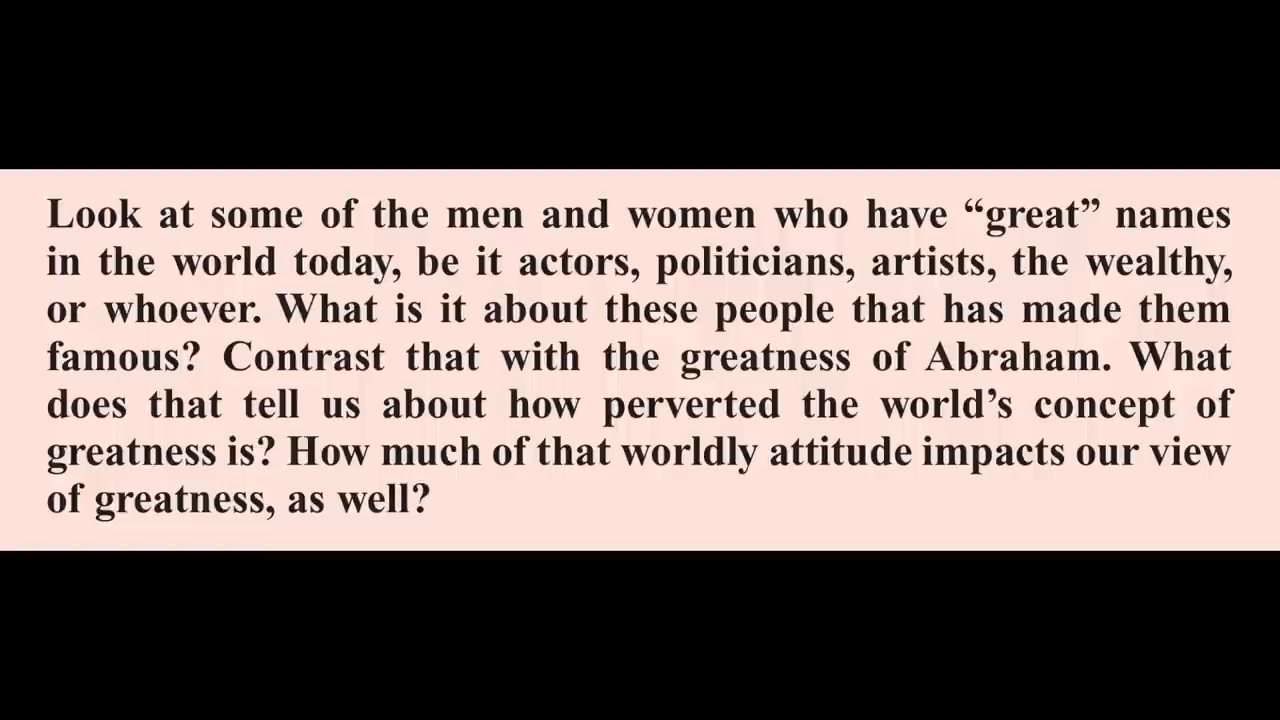 Look at some of the men and women who have “great” names
in the world today, be it actors, politicians, artists, the wealthy,
or whoever. What is it about these people that has made them
famous? Contrast that with the greatness of Abraham. What
does that tell us about how perverted the world’s concept of
greatness is? How much of that worldly attitude impacts our view
of greatness, as well?